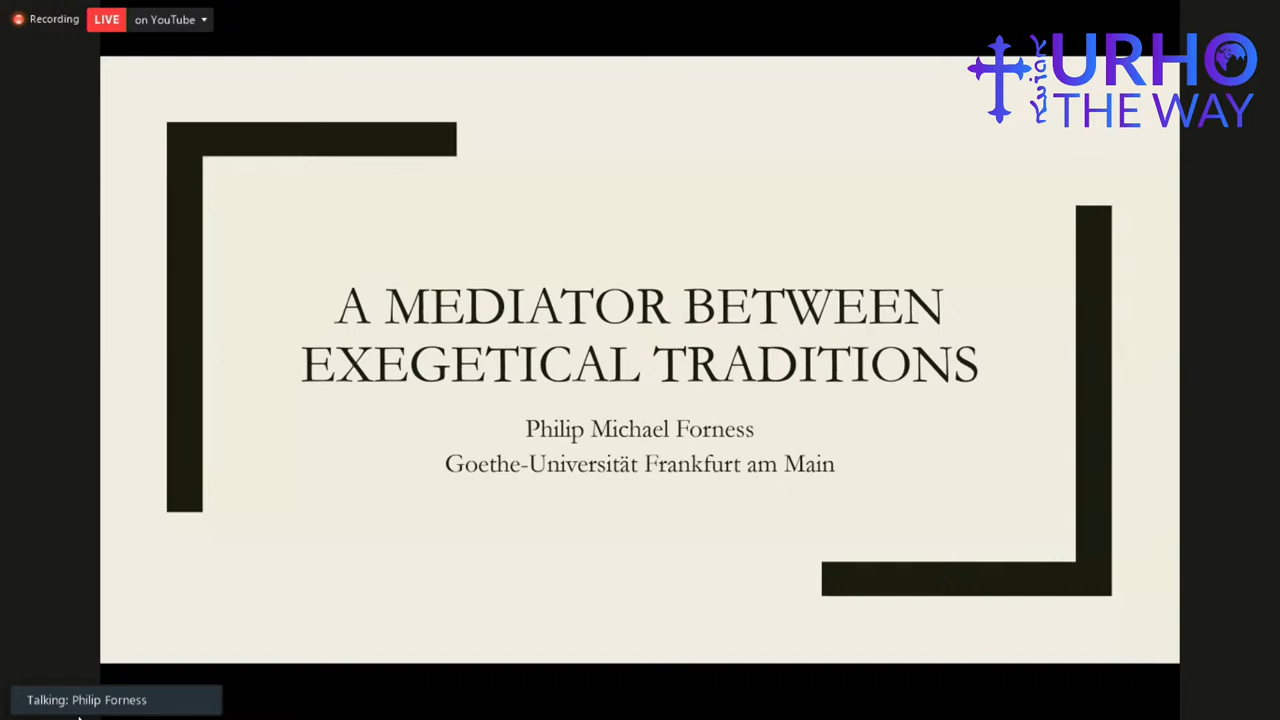 Recording
LIVE
on YouTube
URHO
THE WAY
A MEDIATOR BETWEEN
EXEGETICAL TRADITIONS
Philip Michael Forness
Goethe-Universität Frankfurt am Main
Talking: Philip Forness